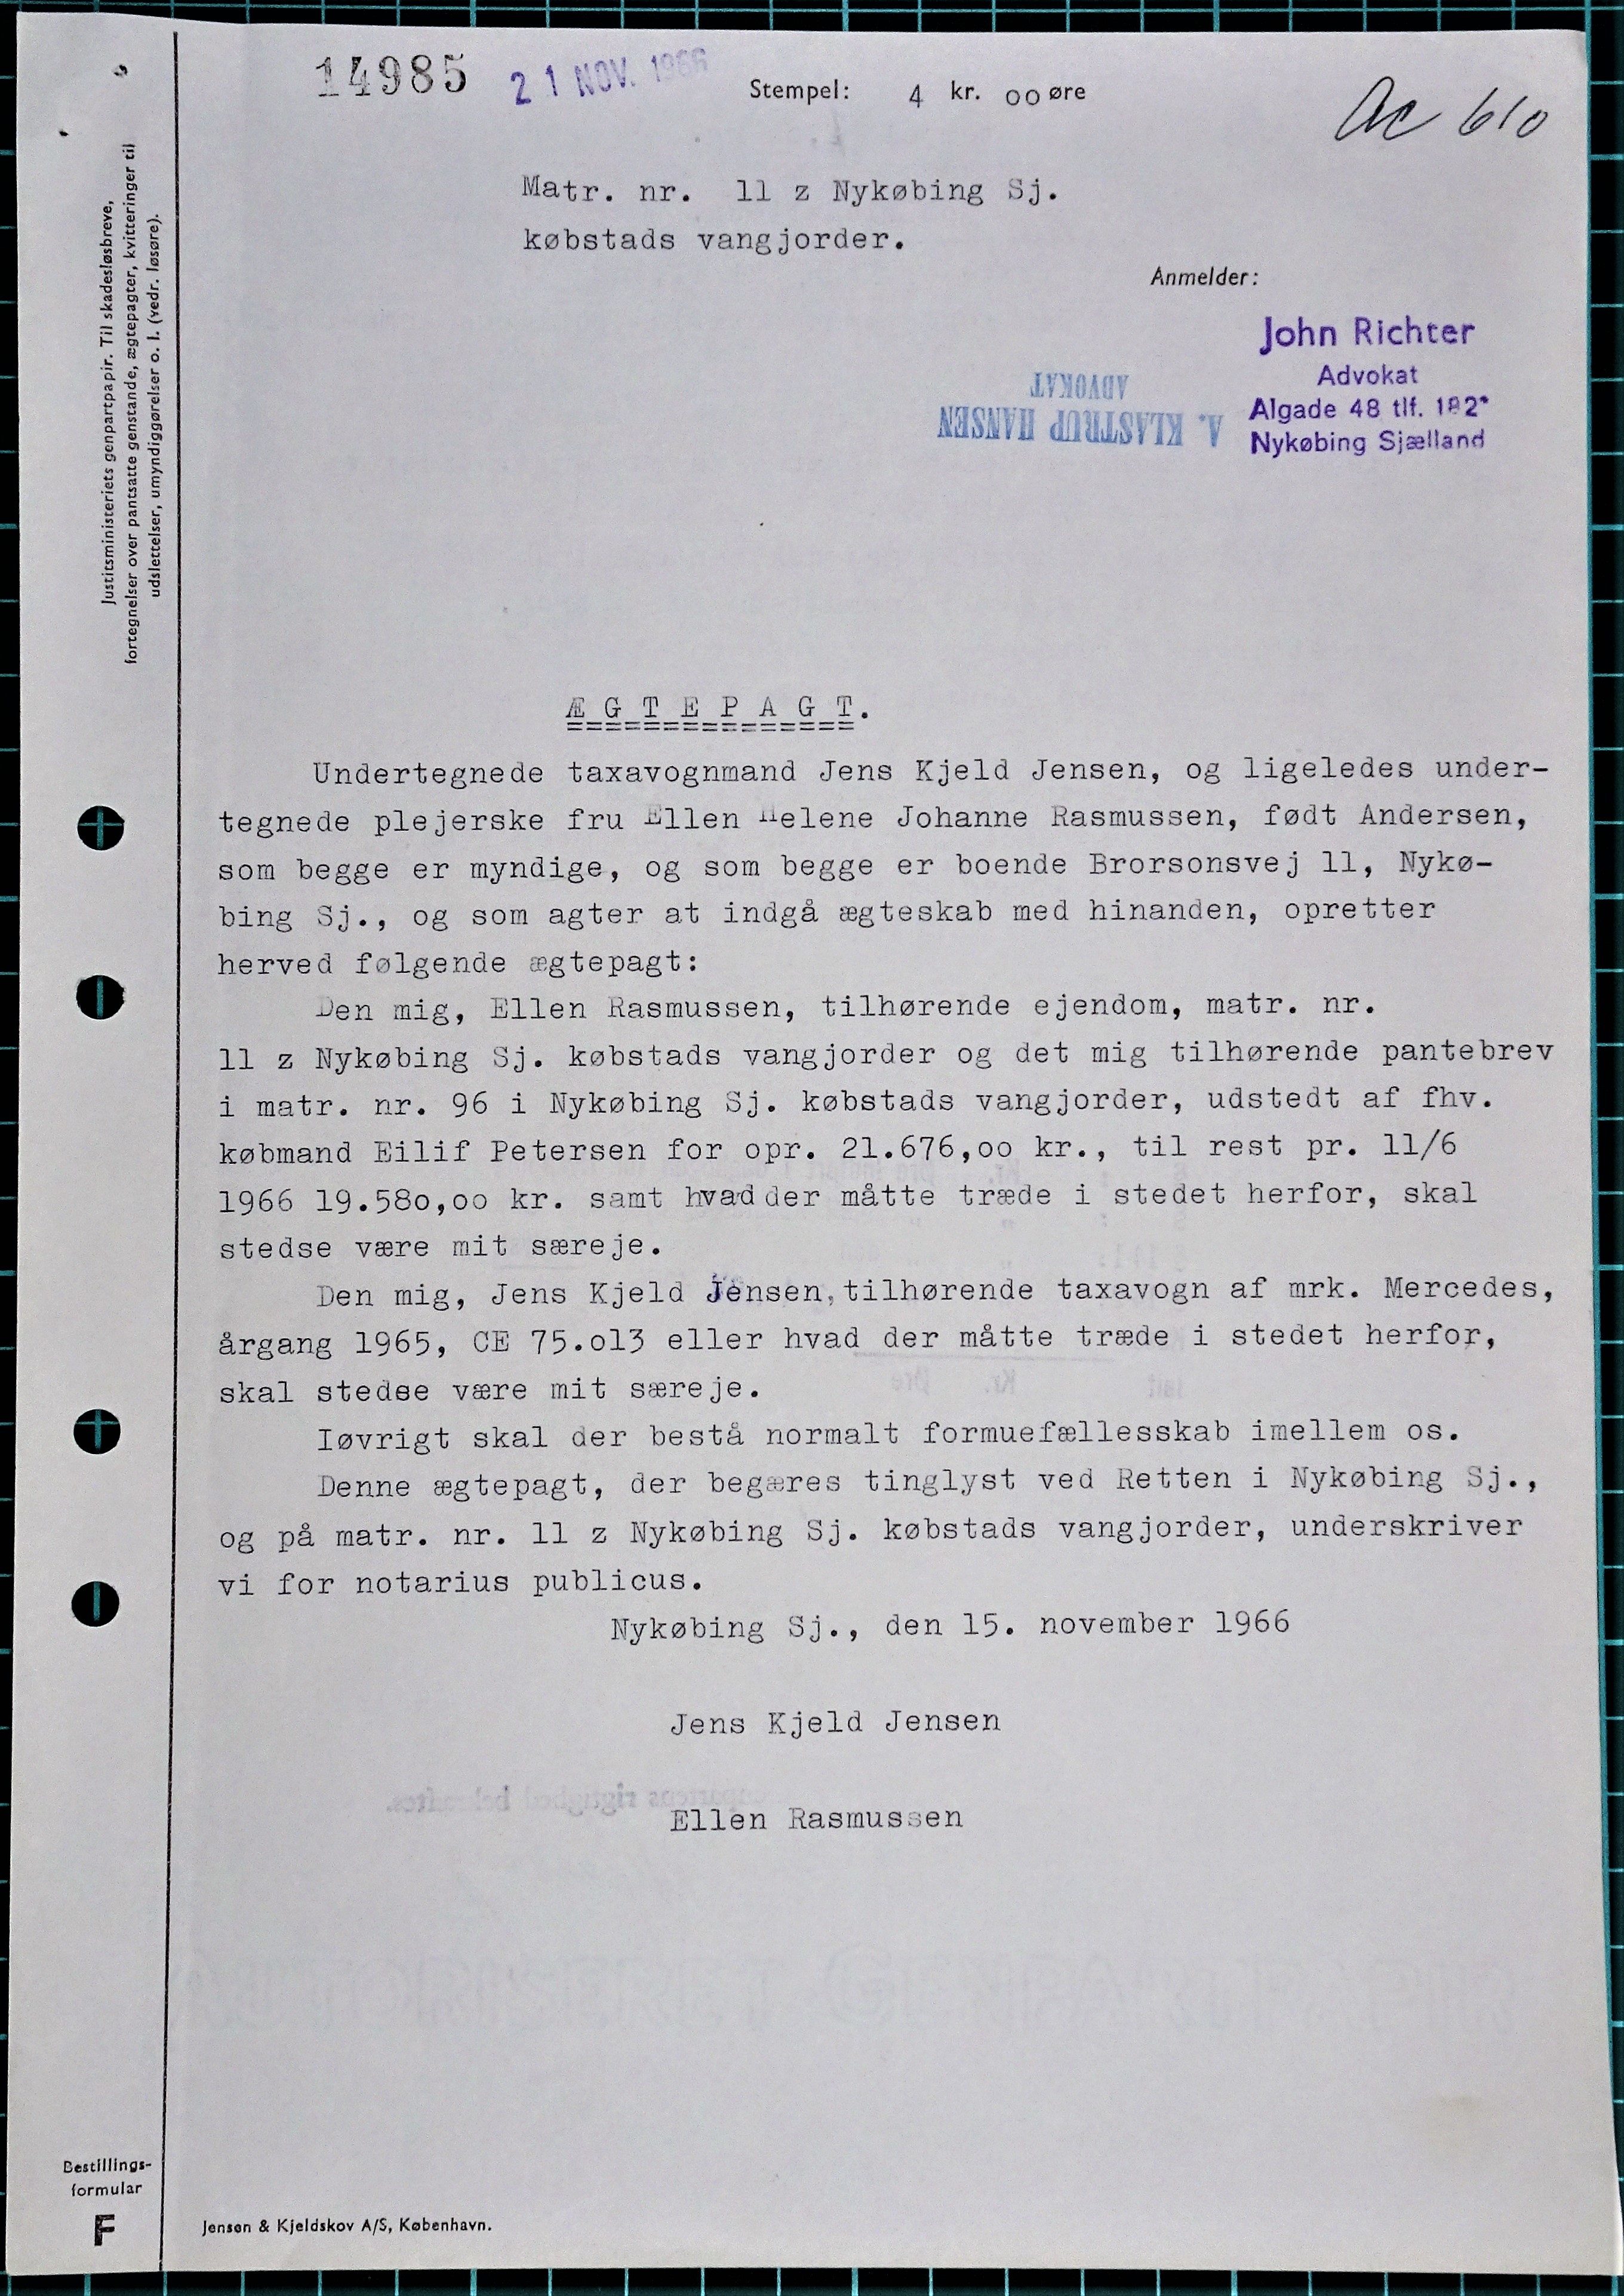 14985 21 NOV. 1966 Stempel: 4 kr. oo øre
Ac 610
Justitsministeriets genpartpapir. Til skadesløsbreve,
fortegnelser over pantsatte genstande, ægtepagter, kvitteringer til
udslettelser, umyndiggørelser o. l. (vedr. løsøre).
Matr. nr. 11 z Nykøbing Sj.
købstads vangjorder.
Anmelder:
John Richter
Advokat
Algade 48 tlf.
Nykøbing Sjælland
A. KLASTRUP HANSEN
ADVOKAT
ÆGTEPAGT.
Undertegnede taxavognmand Jens Kjeld Jensen, og ligeledes under-
tegnede plejerske fru Ellen Helene Johanne Rasmussen, født Andersen,
som begge er myndige, og som begge er boende Brorsonsvej 11, Nykø-
bing Sj., og som agter at indgå ægteskab med hinanden, opretter
herved følgende ægtepagt:
Den mig, Ellen Rasmussen, tilhørende ejendom, matr. nr.
11 z Nykøbing Sj. købstads vangjorder og det mig tilhørende pantebrev
i matr. nr. 96 i Nykøbing Sj. købstads vangjorder, udstedt af fhv.
købmand Eilif Petersen for opr. 21.676,oo kr., til rest pr. 11/6
1966 19.58o,oo kr. samt hvad der måtte træde i stedet herfor, skal
stedse være mit særeje.
Den mig, Jens Kjeld Jensen, tilhørende taxavogn af mrk. Mercedes,
årgang 1965, CE 75.o13 eller hvad der måtte træde i stedet herfor,
skal stedse være mit særeje.
Iøvrigt skal der bestå normalt formuefællesskab imellem os.
Denne ægtepagt, der begæres tinglyst ved Retten i Nykøbing Sj.,
og på matr. nr. 11 z Nykøbing Sj. købstads vangjorder, underskriver
vi for notarius publicus.
Nykøbing Sj., den 15. november 1966
Jens Kjeld Jensen
Ellen Rasmussen
Bestillings-
formular
F
Jensen & Kjeldskov A/S, København.